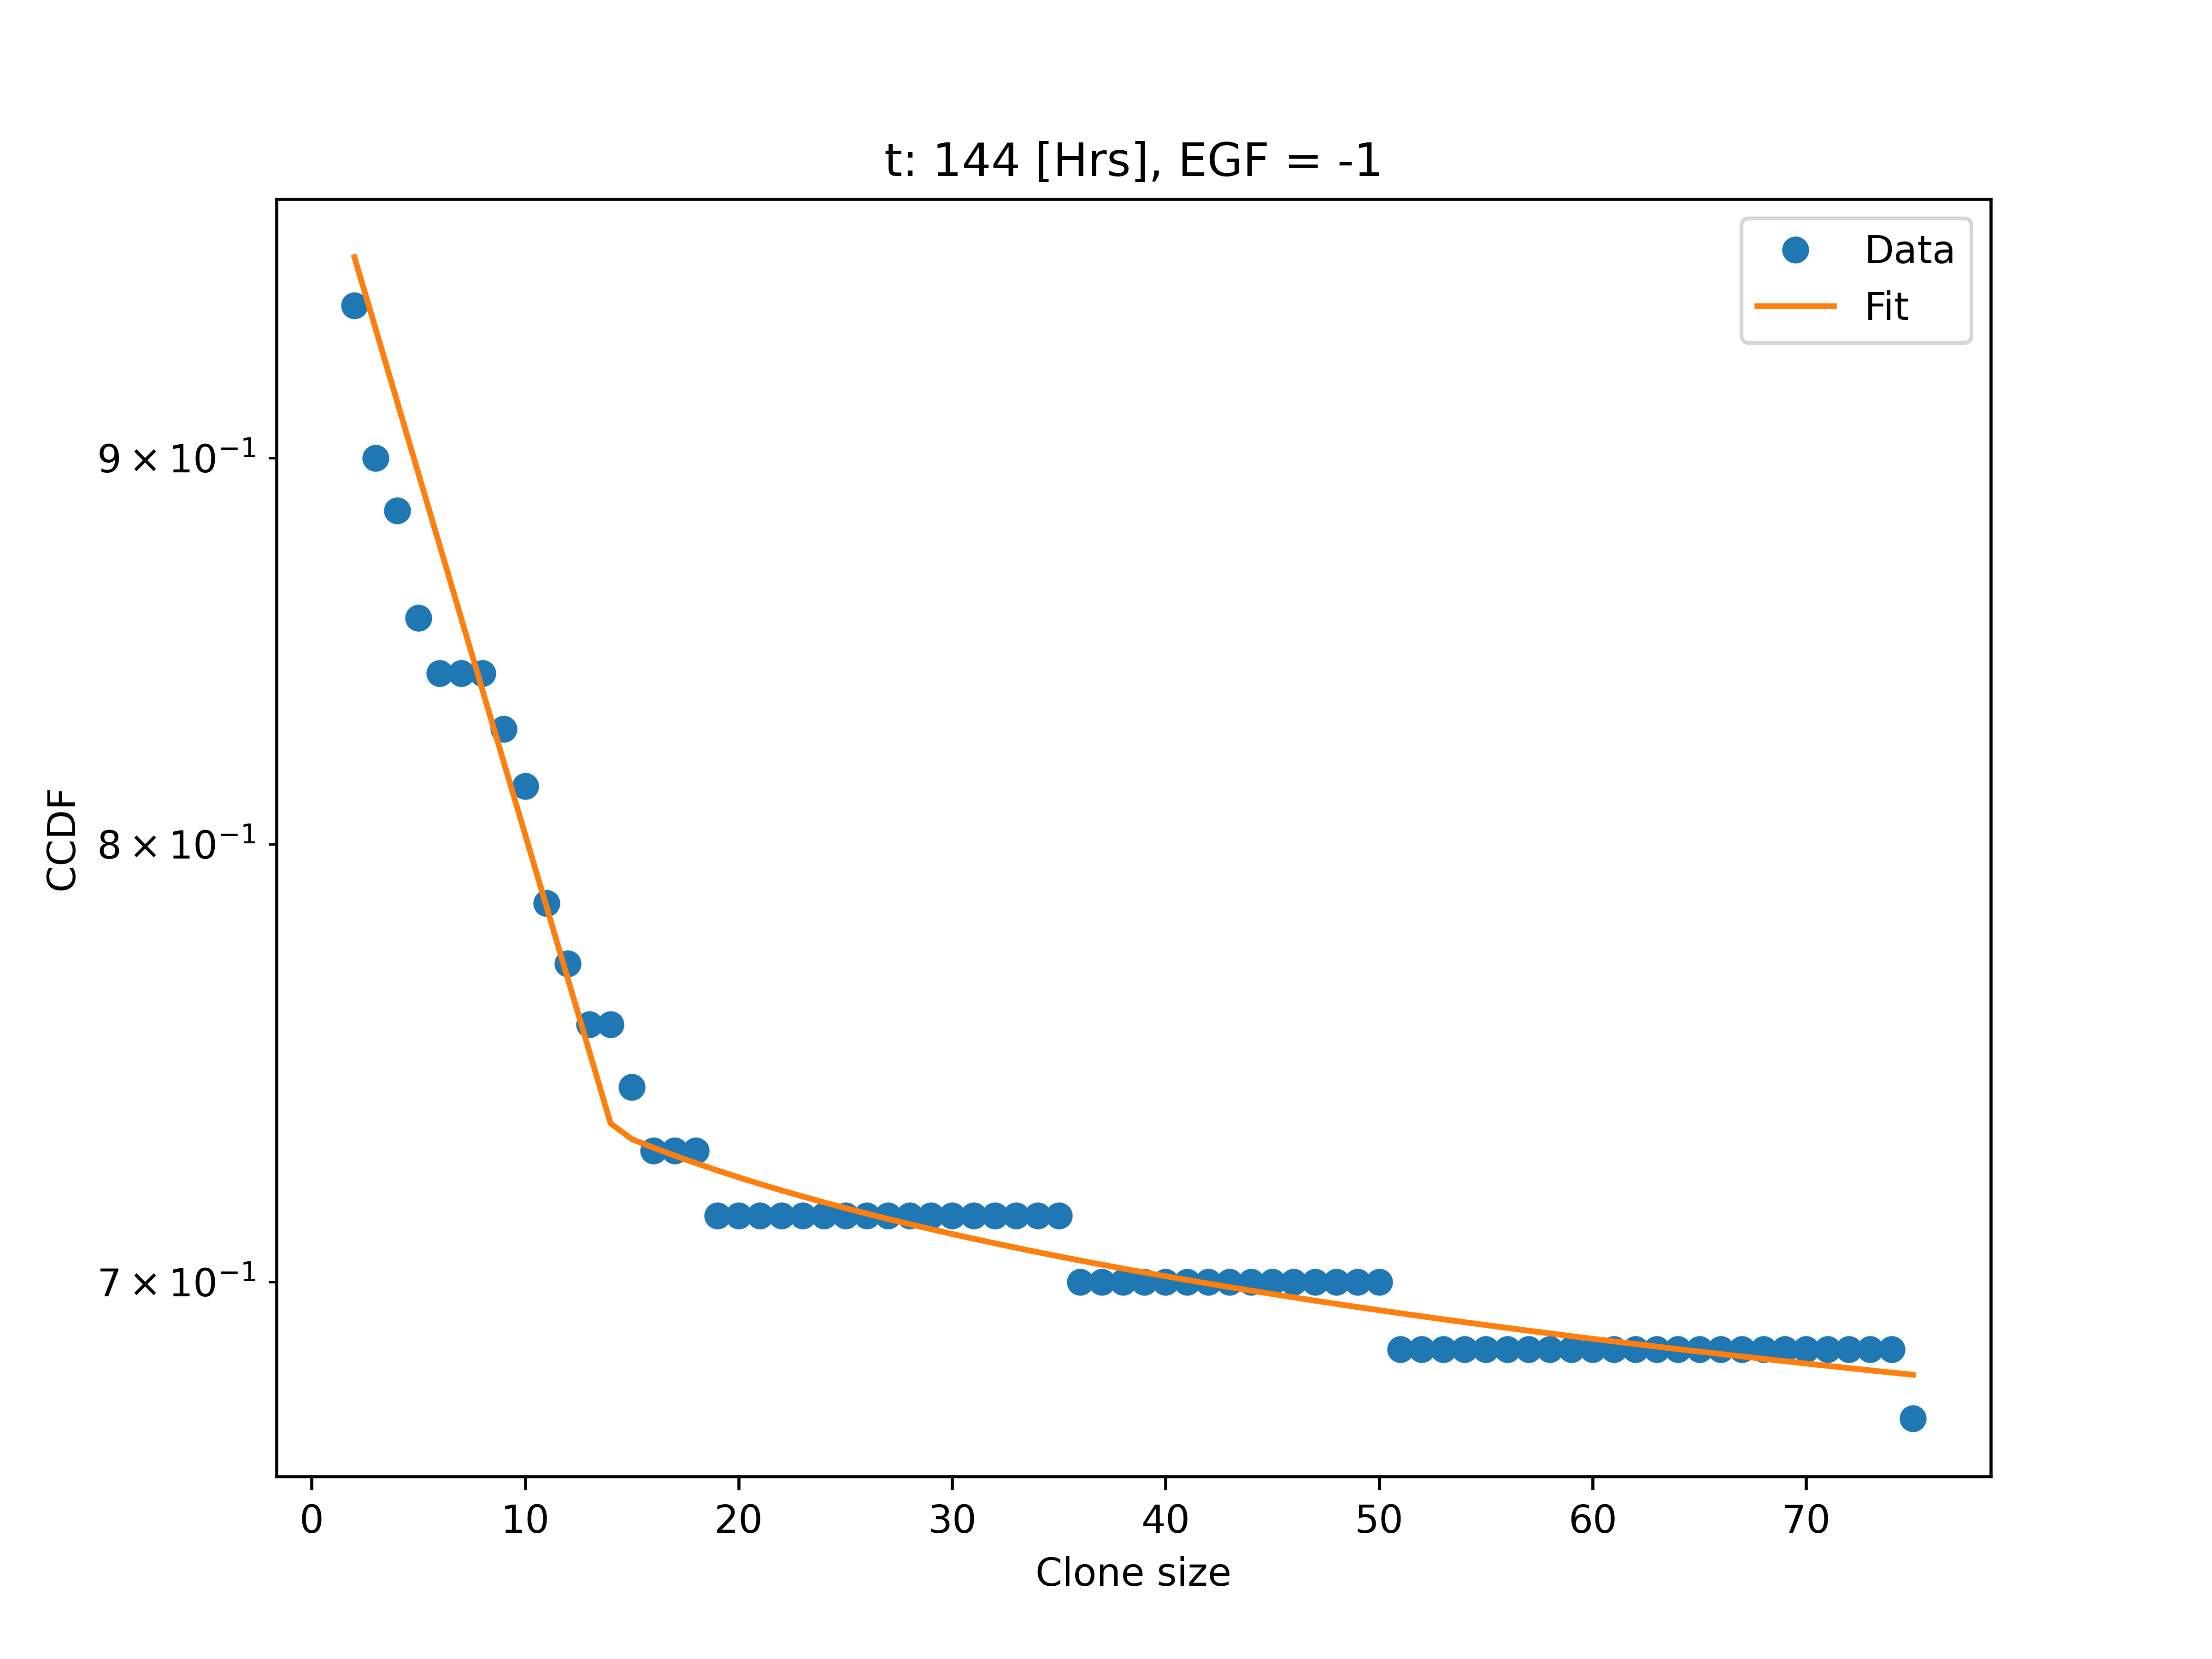 t: 144 [Hrs], EGF = -1
Data
Fit
CCDF
9 × 10⁻¹
8 × 10⁻¹
7 × 10⁻¹
0 10 20 30 40 50 60 70
Clone size